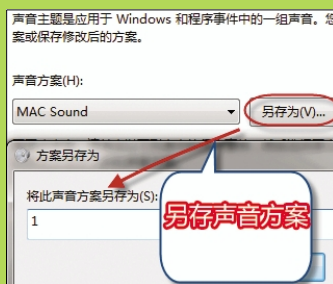 声音主题是应用于 Windows 和程序事件中的一组声音。
案或保存修改后的方案。
声音方案(H):
MAC Sound
另存为(V)...
方案另存为
将此声音方案另存为(S):
1
另存声音方案